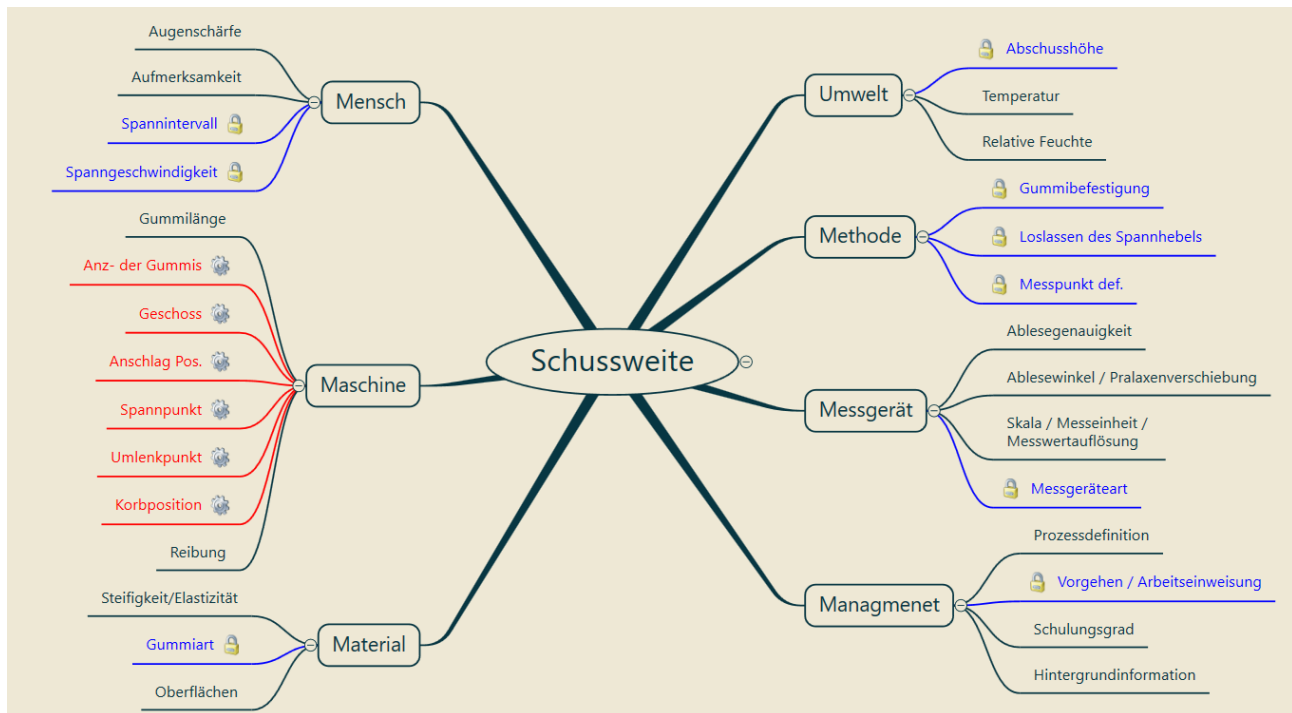 Schussweite
Mensch
Augenschärfe
Aufmerksamkeit
Spannintervall
Spanngeschwindigkeit
Maschine
Gummilänge
Anz- der Gummis
Geschoss
Anschlag Pos.
Spannpunkt
Umlenkpunkt
Korbposition
Reibung
Material
Steifigkeit/Elastizität
Gummiart
Oberflächen
Umwelt
Abschusshöhe
Temperatur
Relative Feuchte
Methode
Gummibefestigung
Loslassen des Spannhebels
Messpunkt def.
Messgerät
Ablesegenauigkeit
Ablesewinkel / Pralaxenverschiebung
Skala / Messeinheit /
Messwertauflösung
Messgeräteart
Managmenet
Prozessdefinition
Vorgehen / Arbeitseinweisung
Schulungsgrad
Hintergrundinformation